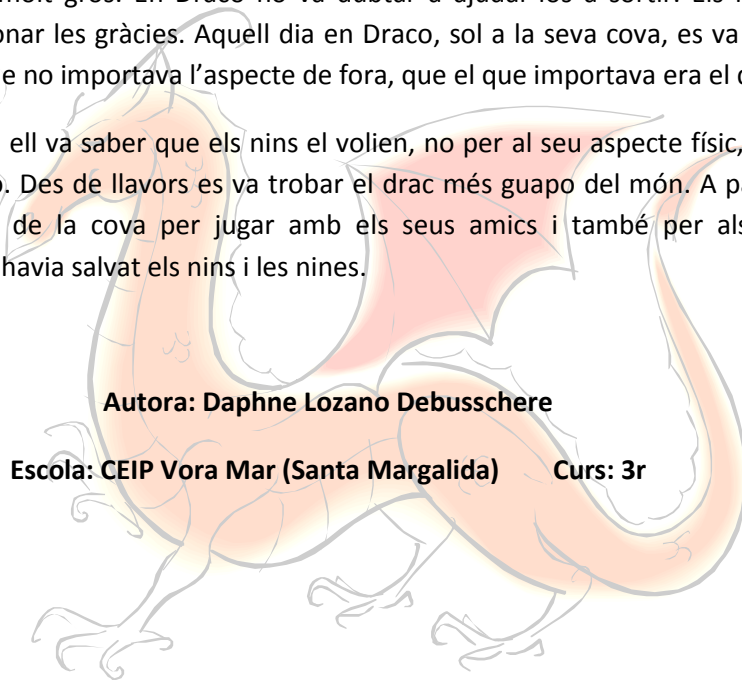 molt gros. En Draco no va dubtar a ajudar-los a sortir. Els
onar les gràcies. Aquell dia en Draco, sol a la seva cova, es va
e no importava l’aspecte de fora, que el que importava era el
ell va saber que els nins el volien, no per al seu aspecte físic,
. Des de llavors es va trobar el drac més guapo del món. A
de la cova per jugar amb els seus amics i també per als
havia salvat els nins i les nines.
Autora: Daphne Lozano Debusschere
Escola: CEIP Vora Mar (Santa Margalida) Curs: 3r